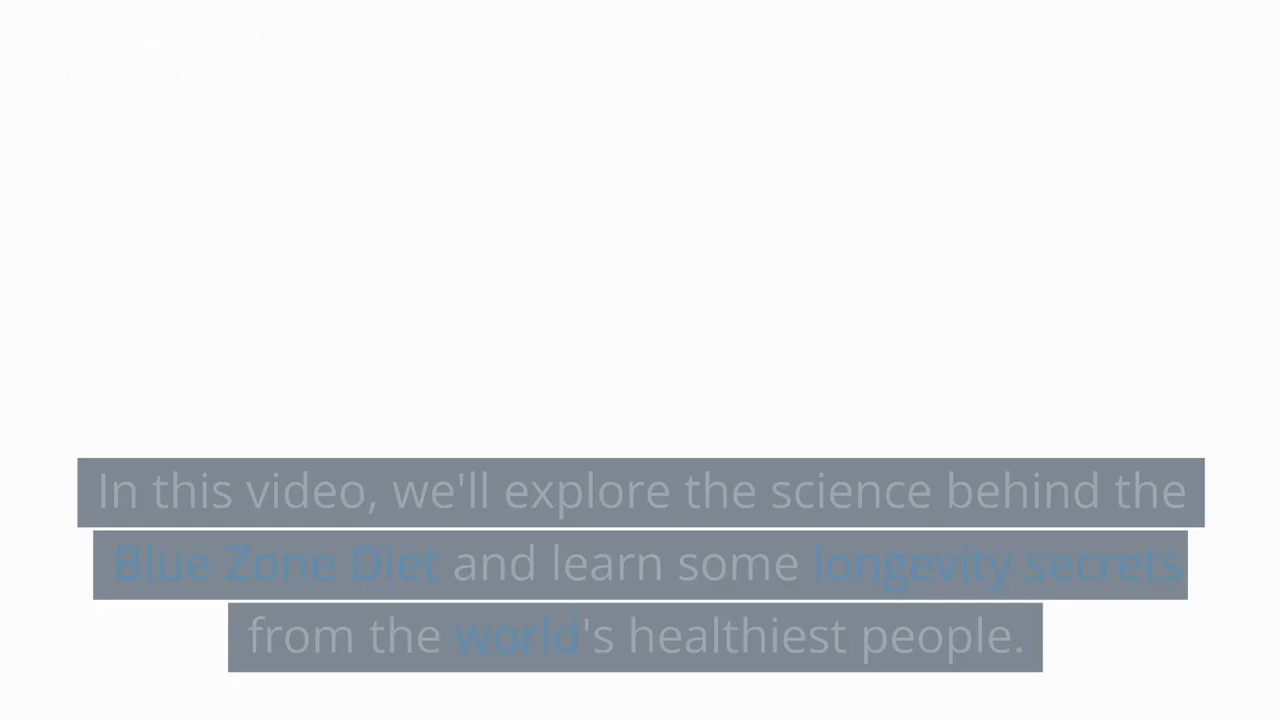 In this video, we'll explore the science behind the
Blue Zone Diet and learn some longevity secrets
from the world's healthiest people.